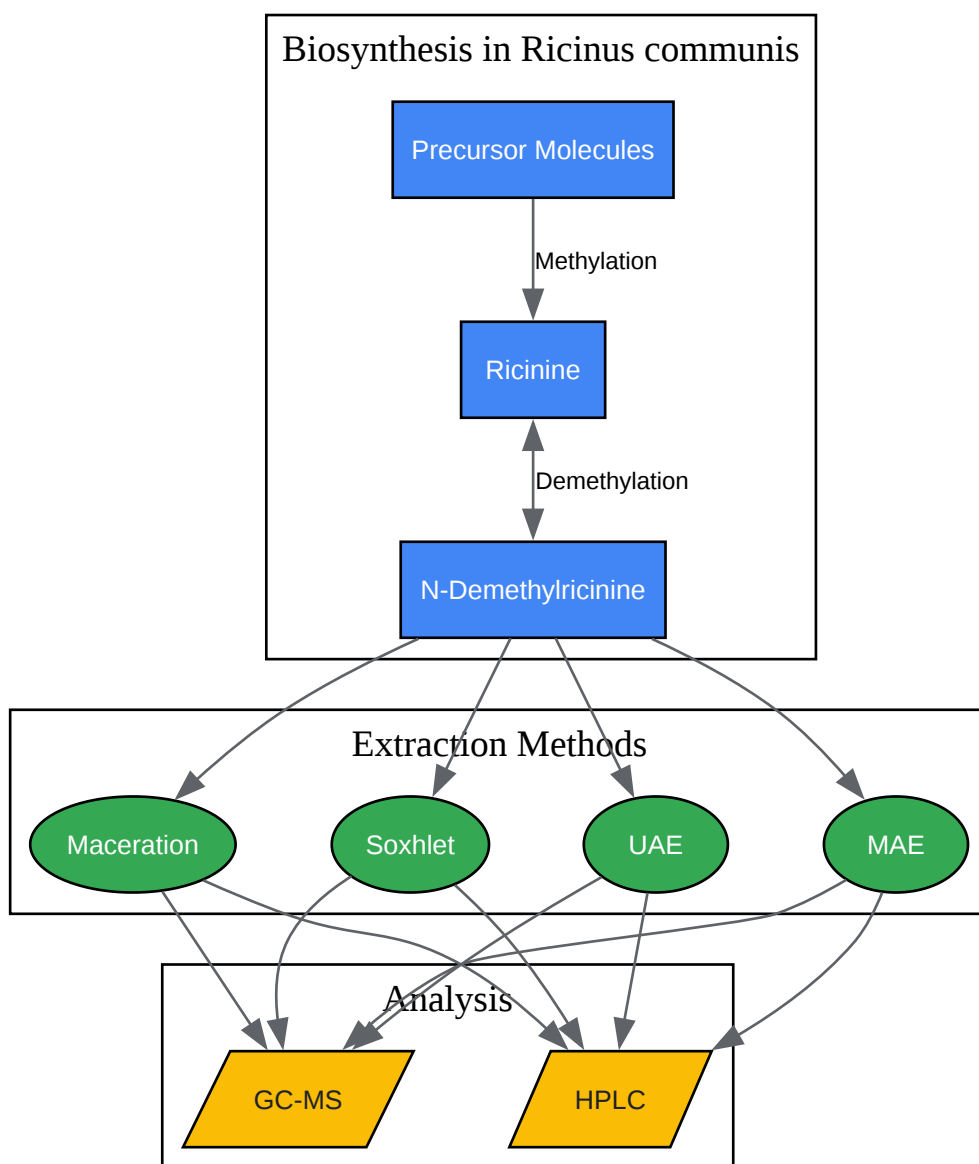 Biosynthesis in Ricinus communis
Precursor Molecules
Methylation
Ricinine
Demethylation
N-Demethylricinine
Extraction Methods
Maceration
Soxhlet
UAE
MAE
Analysis
GC-MS
HPLC